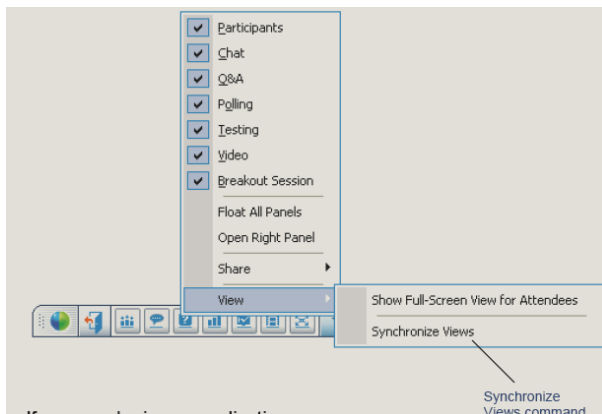 Participants
Chat
Q&A
Polling
Testing
Video
Breakout Session
Float All Panels
Open Right Panel
Share
View
Show Full-Screen View for Attendees
Synchronize Views
Synchronize
Views command